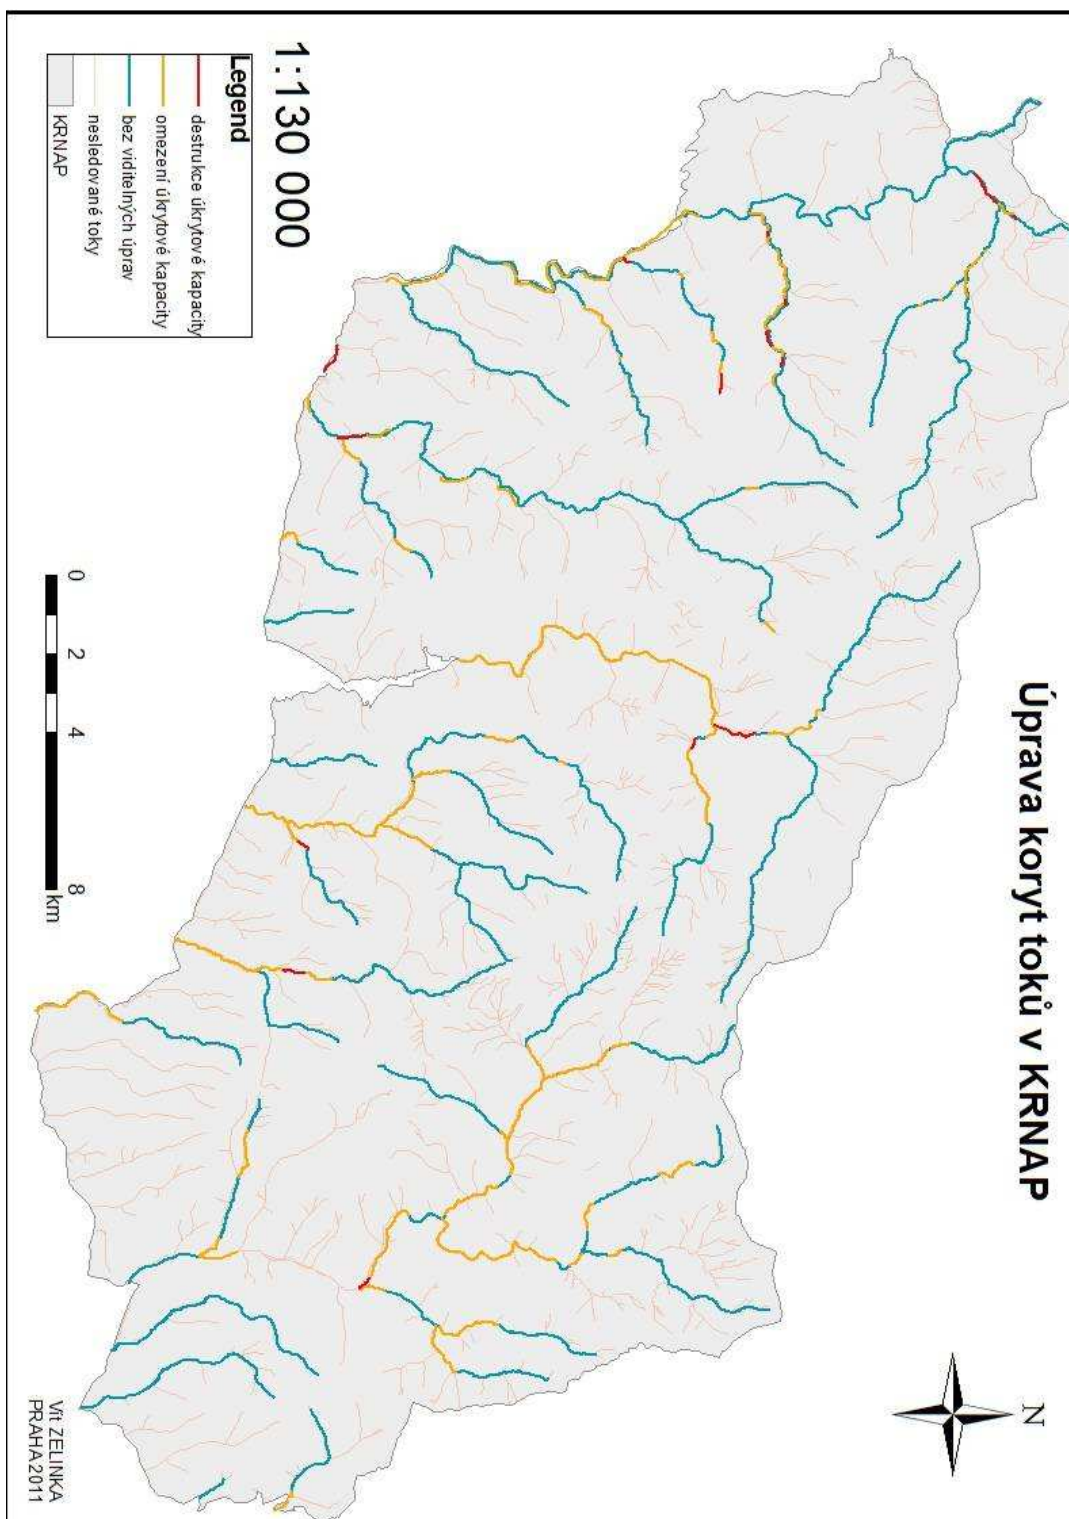 Úprava koryt toků v KRNAP
N
1:130 000
Legend
destrukce úkrytové kapacity
omezení úkrytové kapacity
bez viditelných úprav
nesledované toky
KRNAP
0 2 4 8
km
Vít ZELINKA
PRAHA 2011